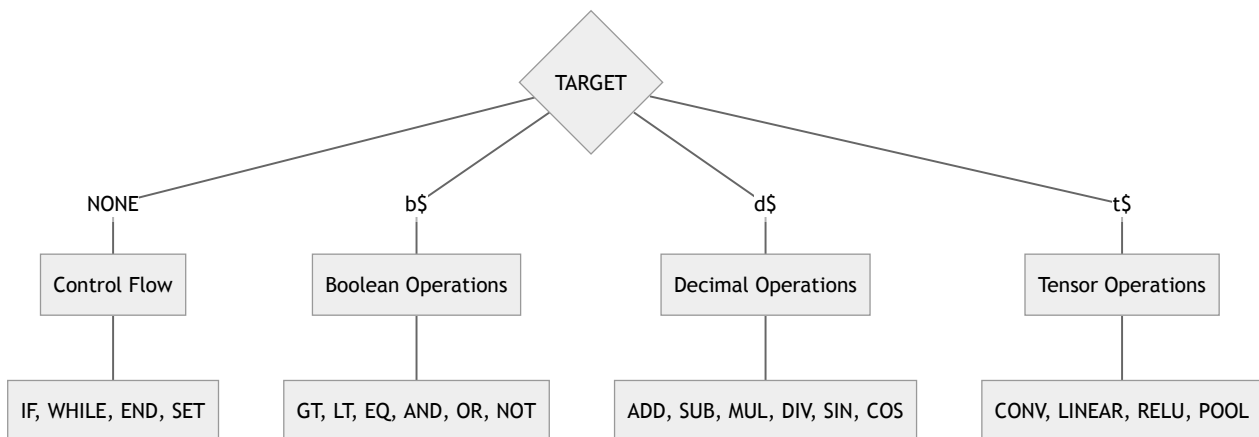 TARGET
NONE
b$
d$
t$
Control Flow
Boolean Operations
Decimal Operations
Tensor Operations
IF, WHILE, END, SET
GT, LT, EQ, AND, OR, NOT
ADD, SUB, MUL, DIV, SIN, COS
CONV, LINEAR, RELU, POOL